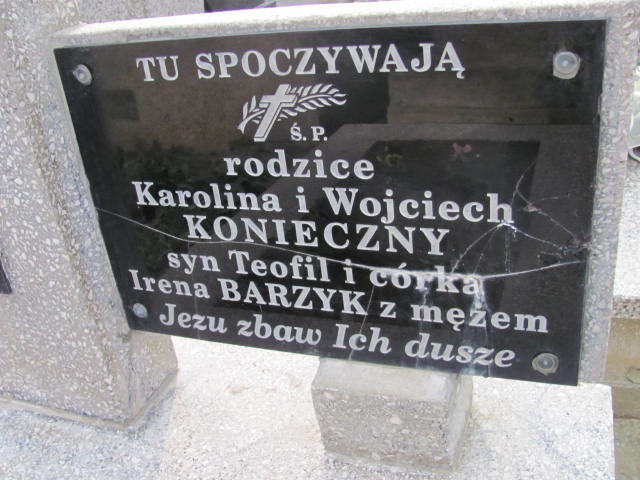 TU SPOCZYWAJĄ
Ś.P.
rodzice
Karolina i Wojciech
KONIECZNY
syn Teofil i córka
Irena BARZYK z mężem
Jezu zbaw Ich dusze